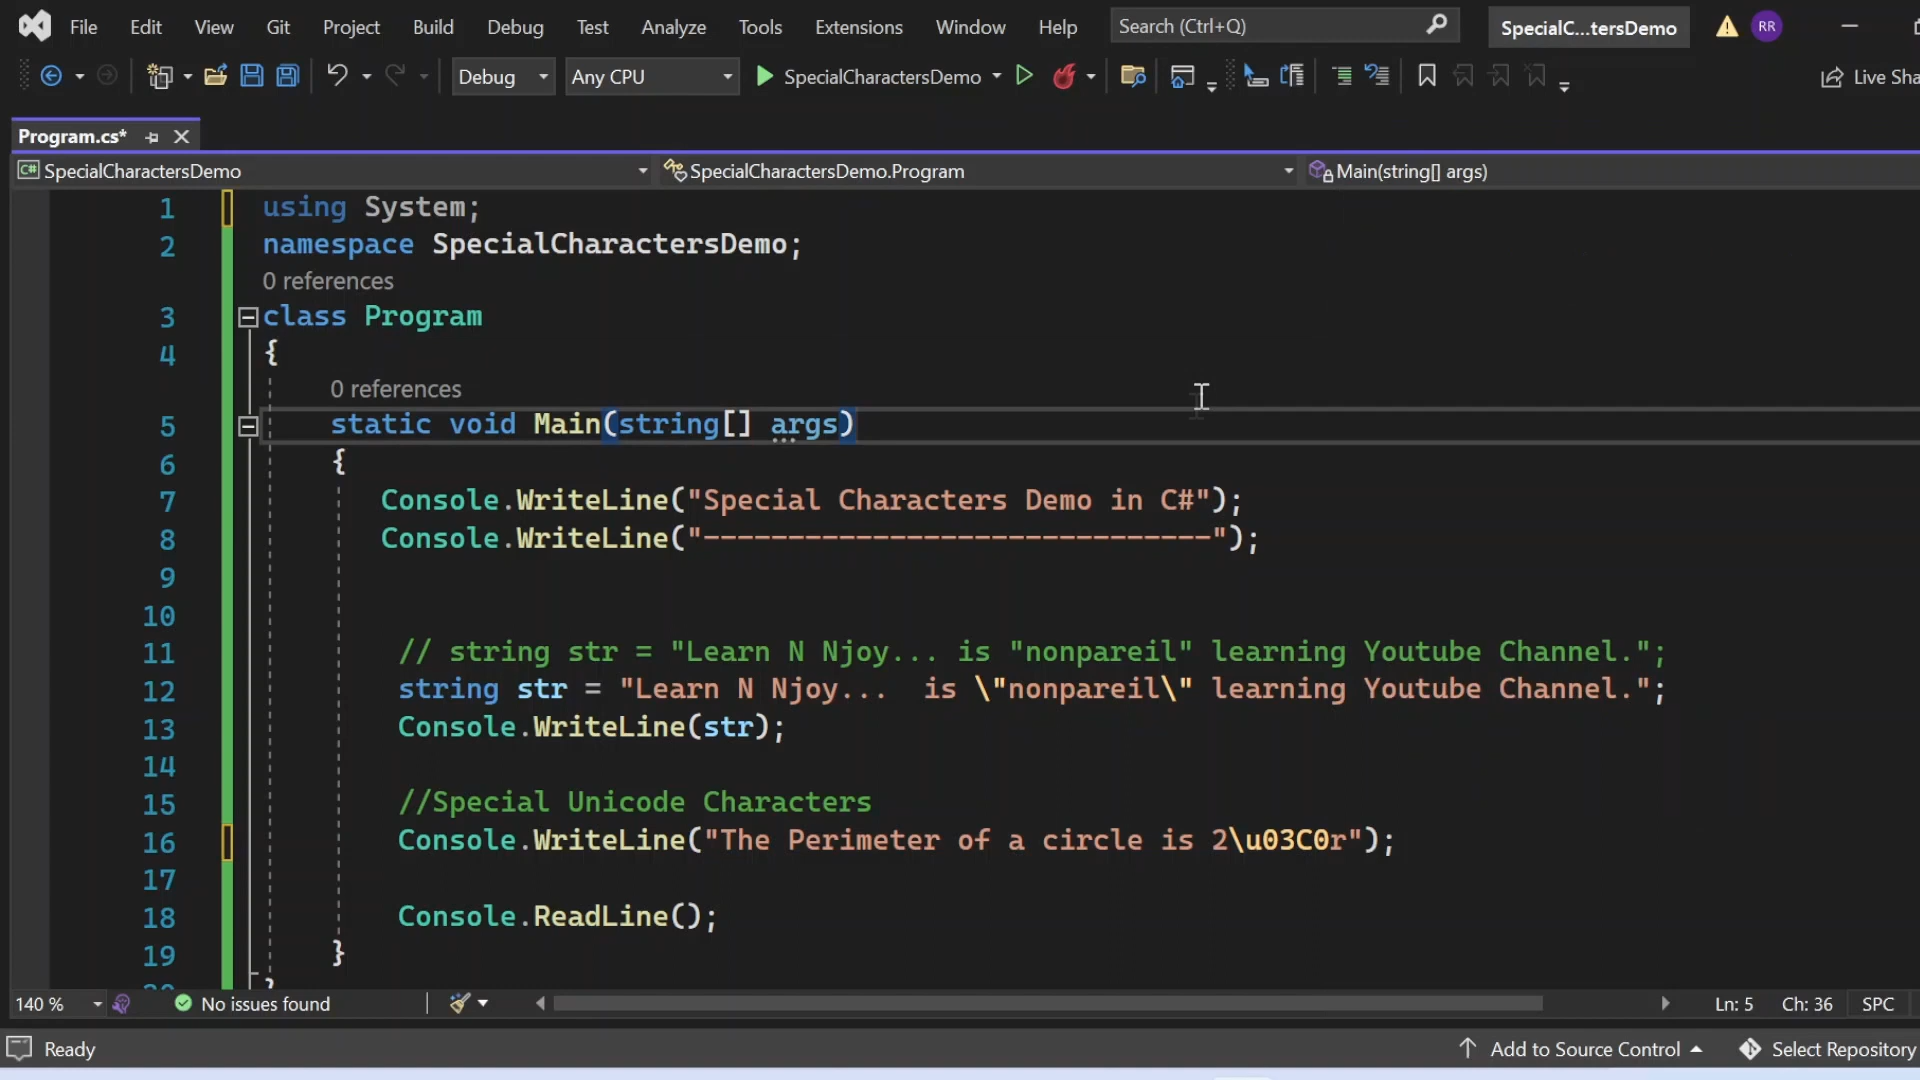 File Edit View Git Project Build Debug Test Analyze Tools Extensions Window Help Search (Ctrl+Q) SpecialC...tersDemo RR
Debug Any CPU SpecialCharactersDemo Live Sha
Program.cs*
C# SpecialCharactersDemo SpecialCharactersDemo.Program Main(string[] args)
1 using System;
2 namespace SpecialCharactersDemo;
0 references
3 class Program
4 {
0 references
5 static void Main(string[] args)
6 {
7 Console.WriteLine("Special Characters Demo in C#");
8 Console.WriteLine("------------------------------");
9
10
11 // string str = "Learn N Njoy... is "nonpareil" learning Youtube Channel.";
12 string str = "Learn N Njoy...  is \"nonpareil\" learning Youtube Channel.";
13 Console.WriteLine(str);
14
15 //Special Unicode Characters
16 Console.WriteLine("The Perimeter of a circle is 2\u03C0r");
17
18 Console.ReadLine();
19 }
20 }
140 % No issues found Ln: 5 Ch: 36 SPC
Ready Add to Source Control Select Repository